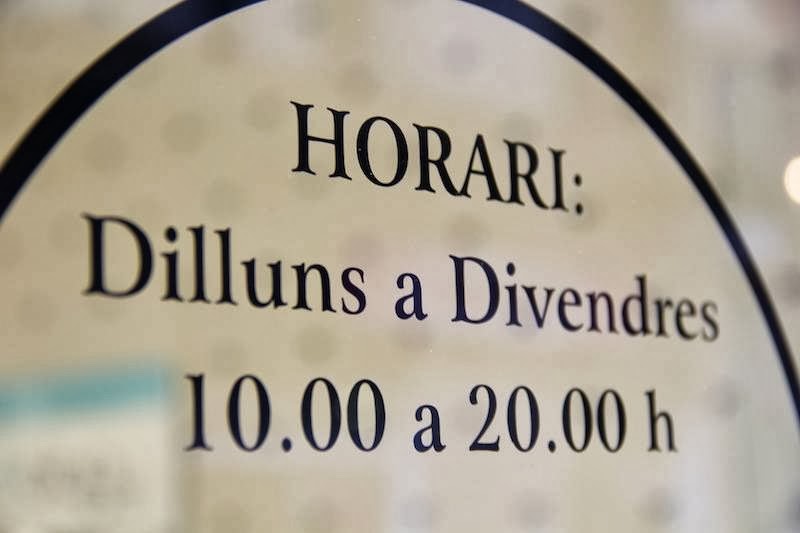 HORARI:
Dilluns a Divendres
10.00 a 20.00 h